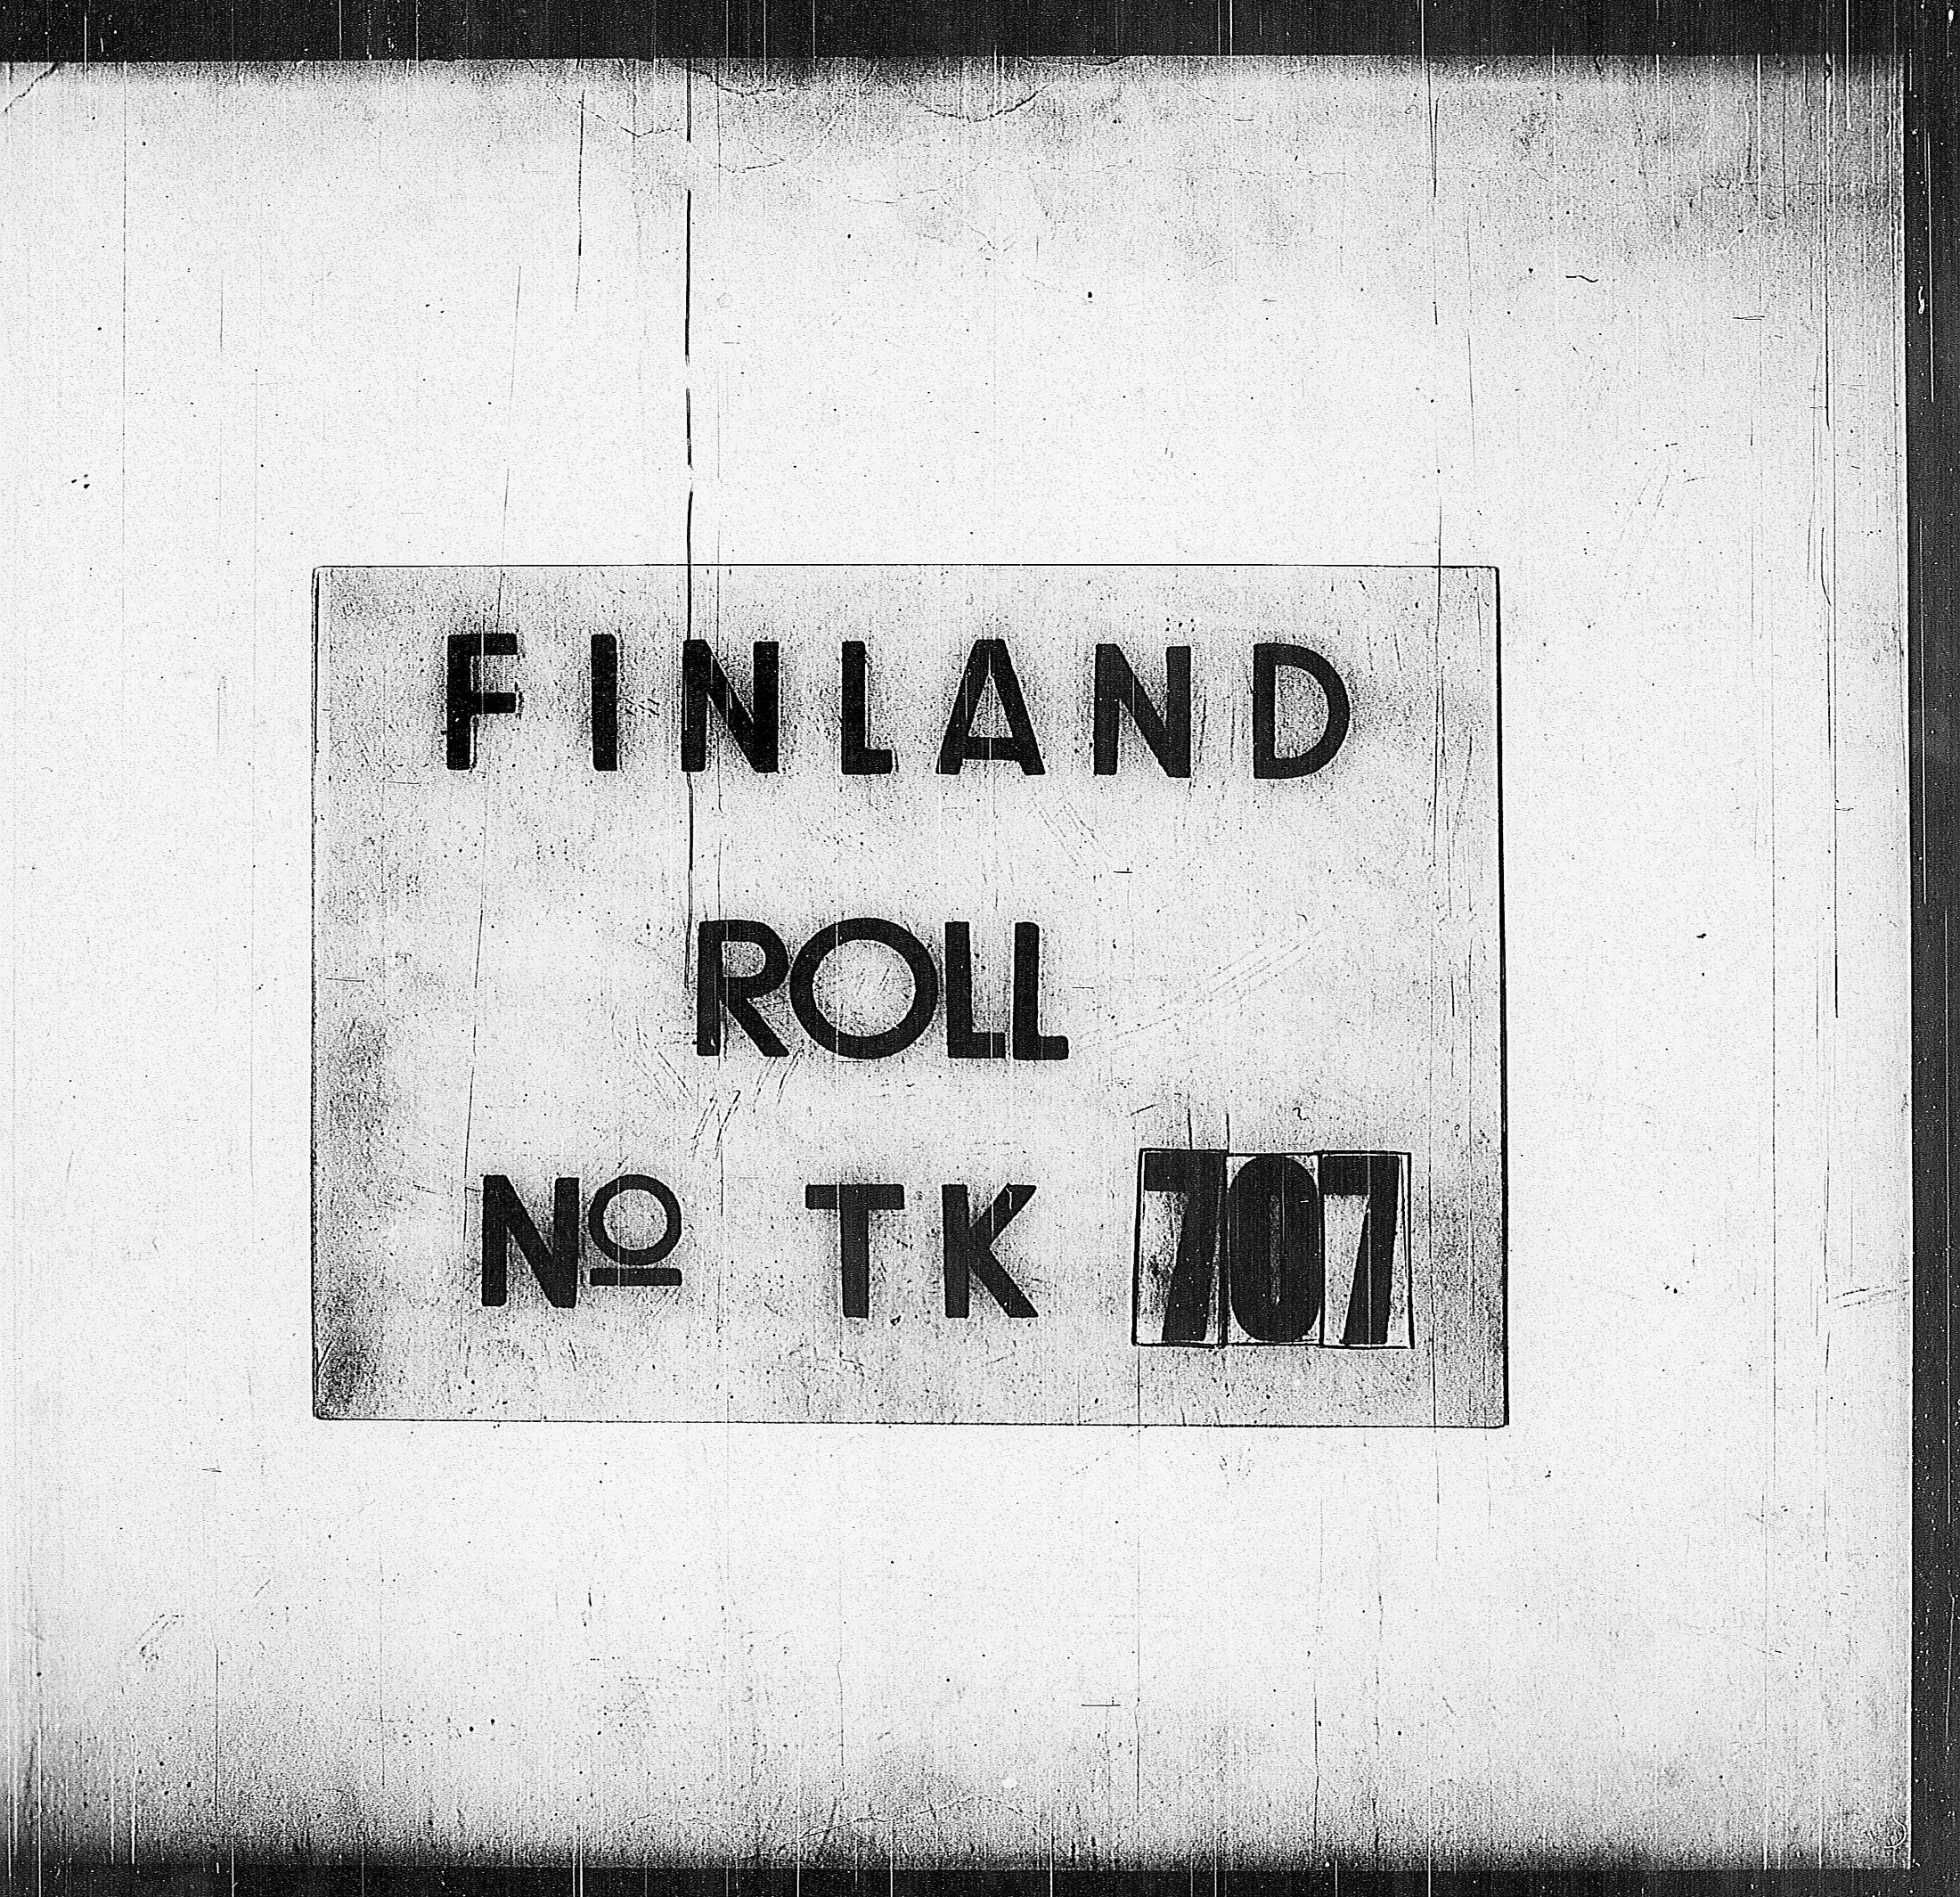 FINLAND
ROLL
Nº TK 707